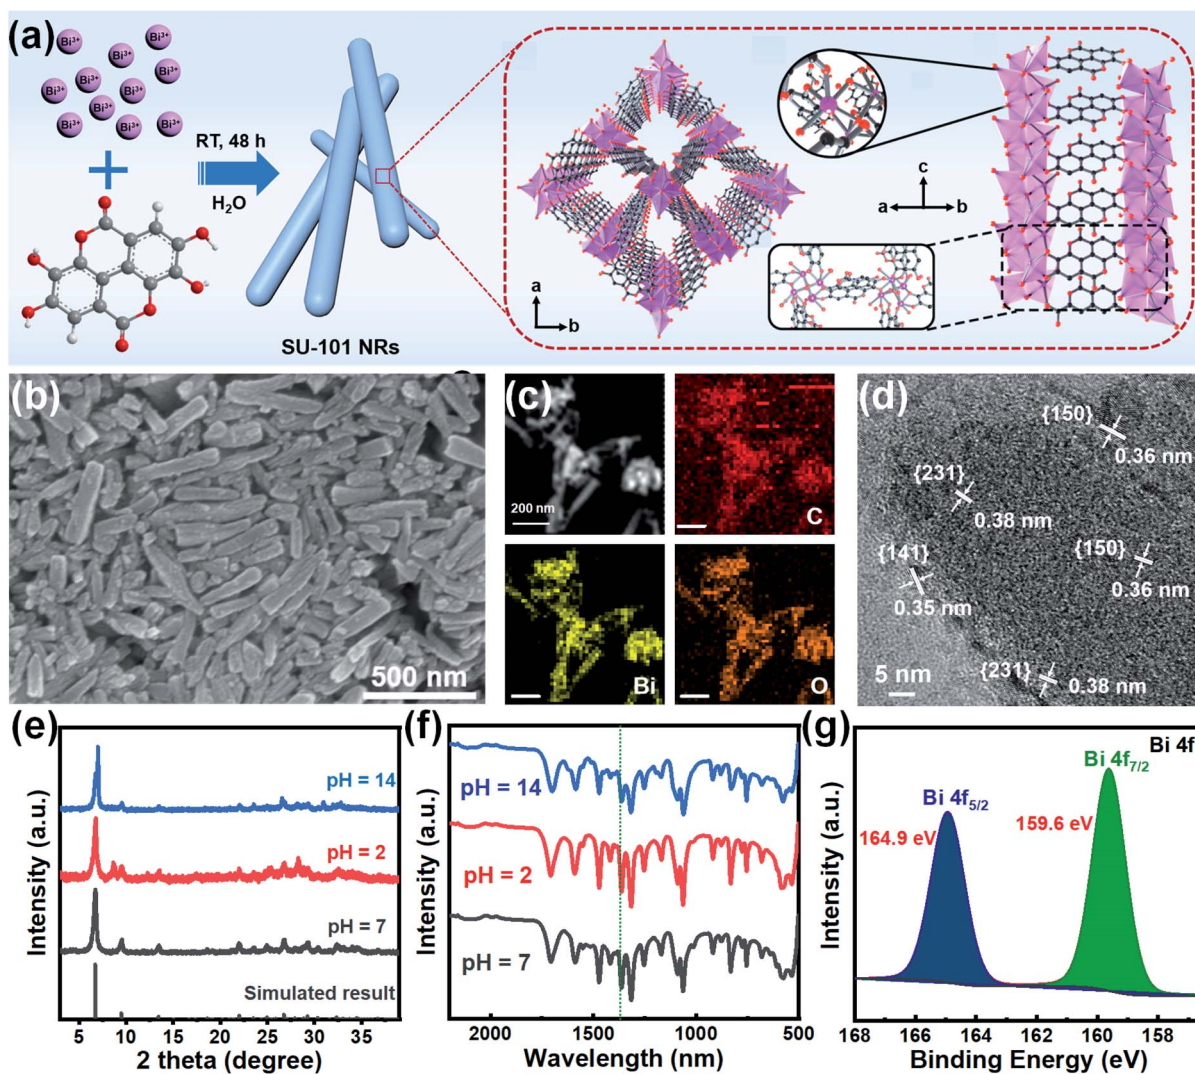 (a)
Bi³⁺
Bi³⁺
Bi³⁺
Bi³⁺
Bi³⁺
Bi³⁺
Bi³⁺
Bi³⁺
Bi³⁺
Bi³⁺
Bi³⁺
+
RT, 48 h
H₂O
SU-101 NRs
a
b
c
a
b
(b)
500 nm
(c)
200 nm
C
Bi
O
(d)
{150}
0.36 nm
{231}
0.38 nm
{141}
0.35 nm
{150}
0.36 nm
{231}
0.38 nm
5 nm
(e)
Intensity (a.u.)
pH = 14
pH = 2
pH = 7
Simulated result
5 10 15 20 25 30 35
2 theta (degree)
(f)
Intensity (a.u.)
pH = 14
pH = 2
pH = 7
2000 1500 1000 500
Wavelength (nm)
(g)
Bi 4f
Intensity (a.u.)
Bi 4f₇/₂
Bi 4f₅/₂
159.6 eV
164.9 eV
168 166 164 162 160 158
Binding Energy (eV)